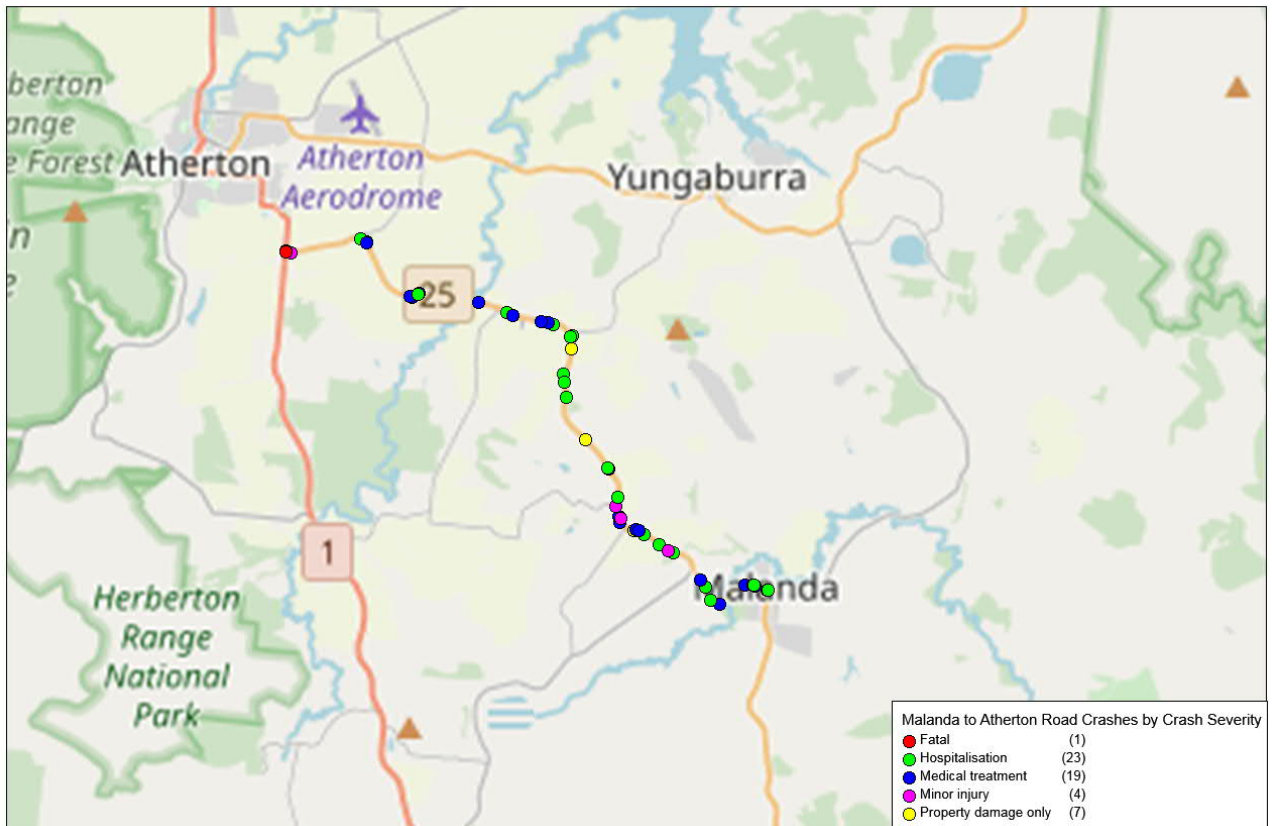 berton
ange
e Forest
Atherton
Atherton
Aerodrome
Yungaburra
n
e
25
1
Malanda
Herberton
Range
National
Park
Malanda to Atherton Road Crashes by Crash Severity
Fatal (1)
Hospitalisation (23)
Medical treatment (19)
Minor injury (4)
Property damage only (7)